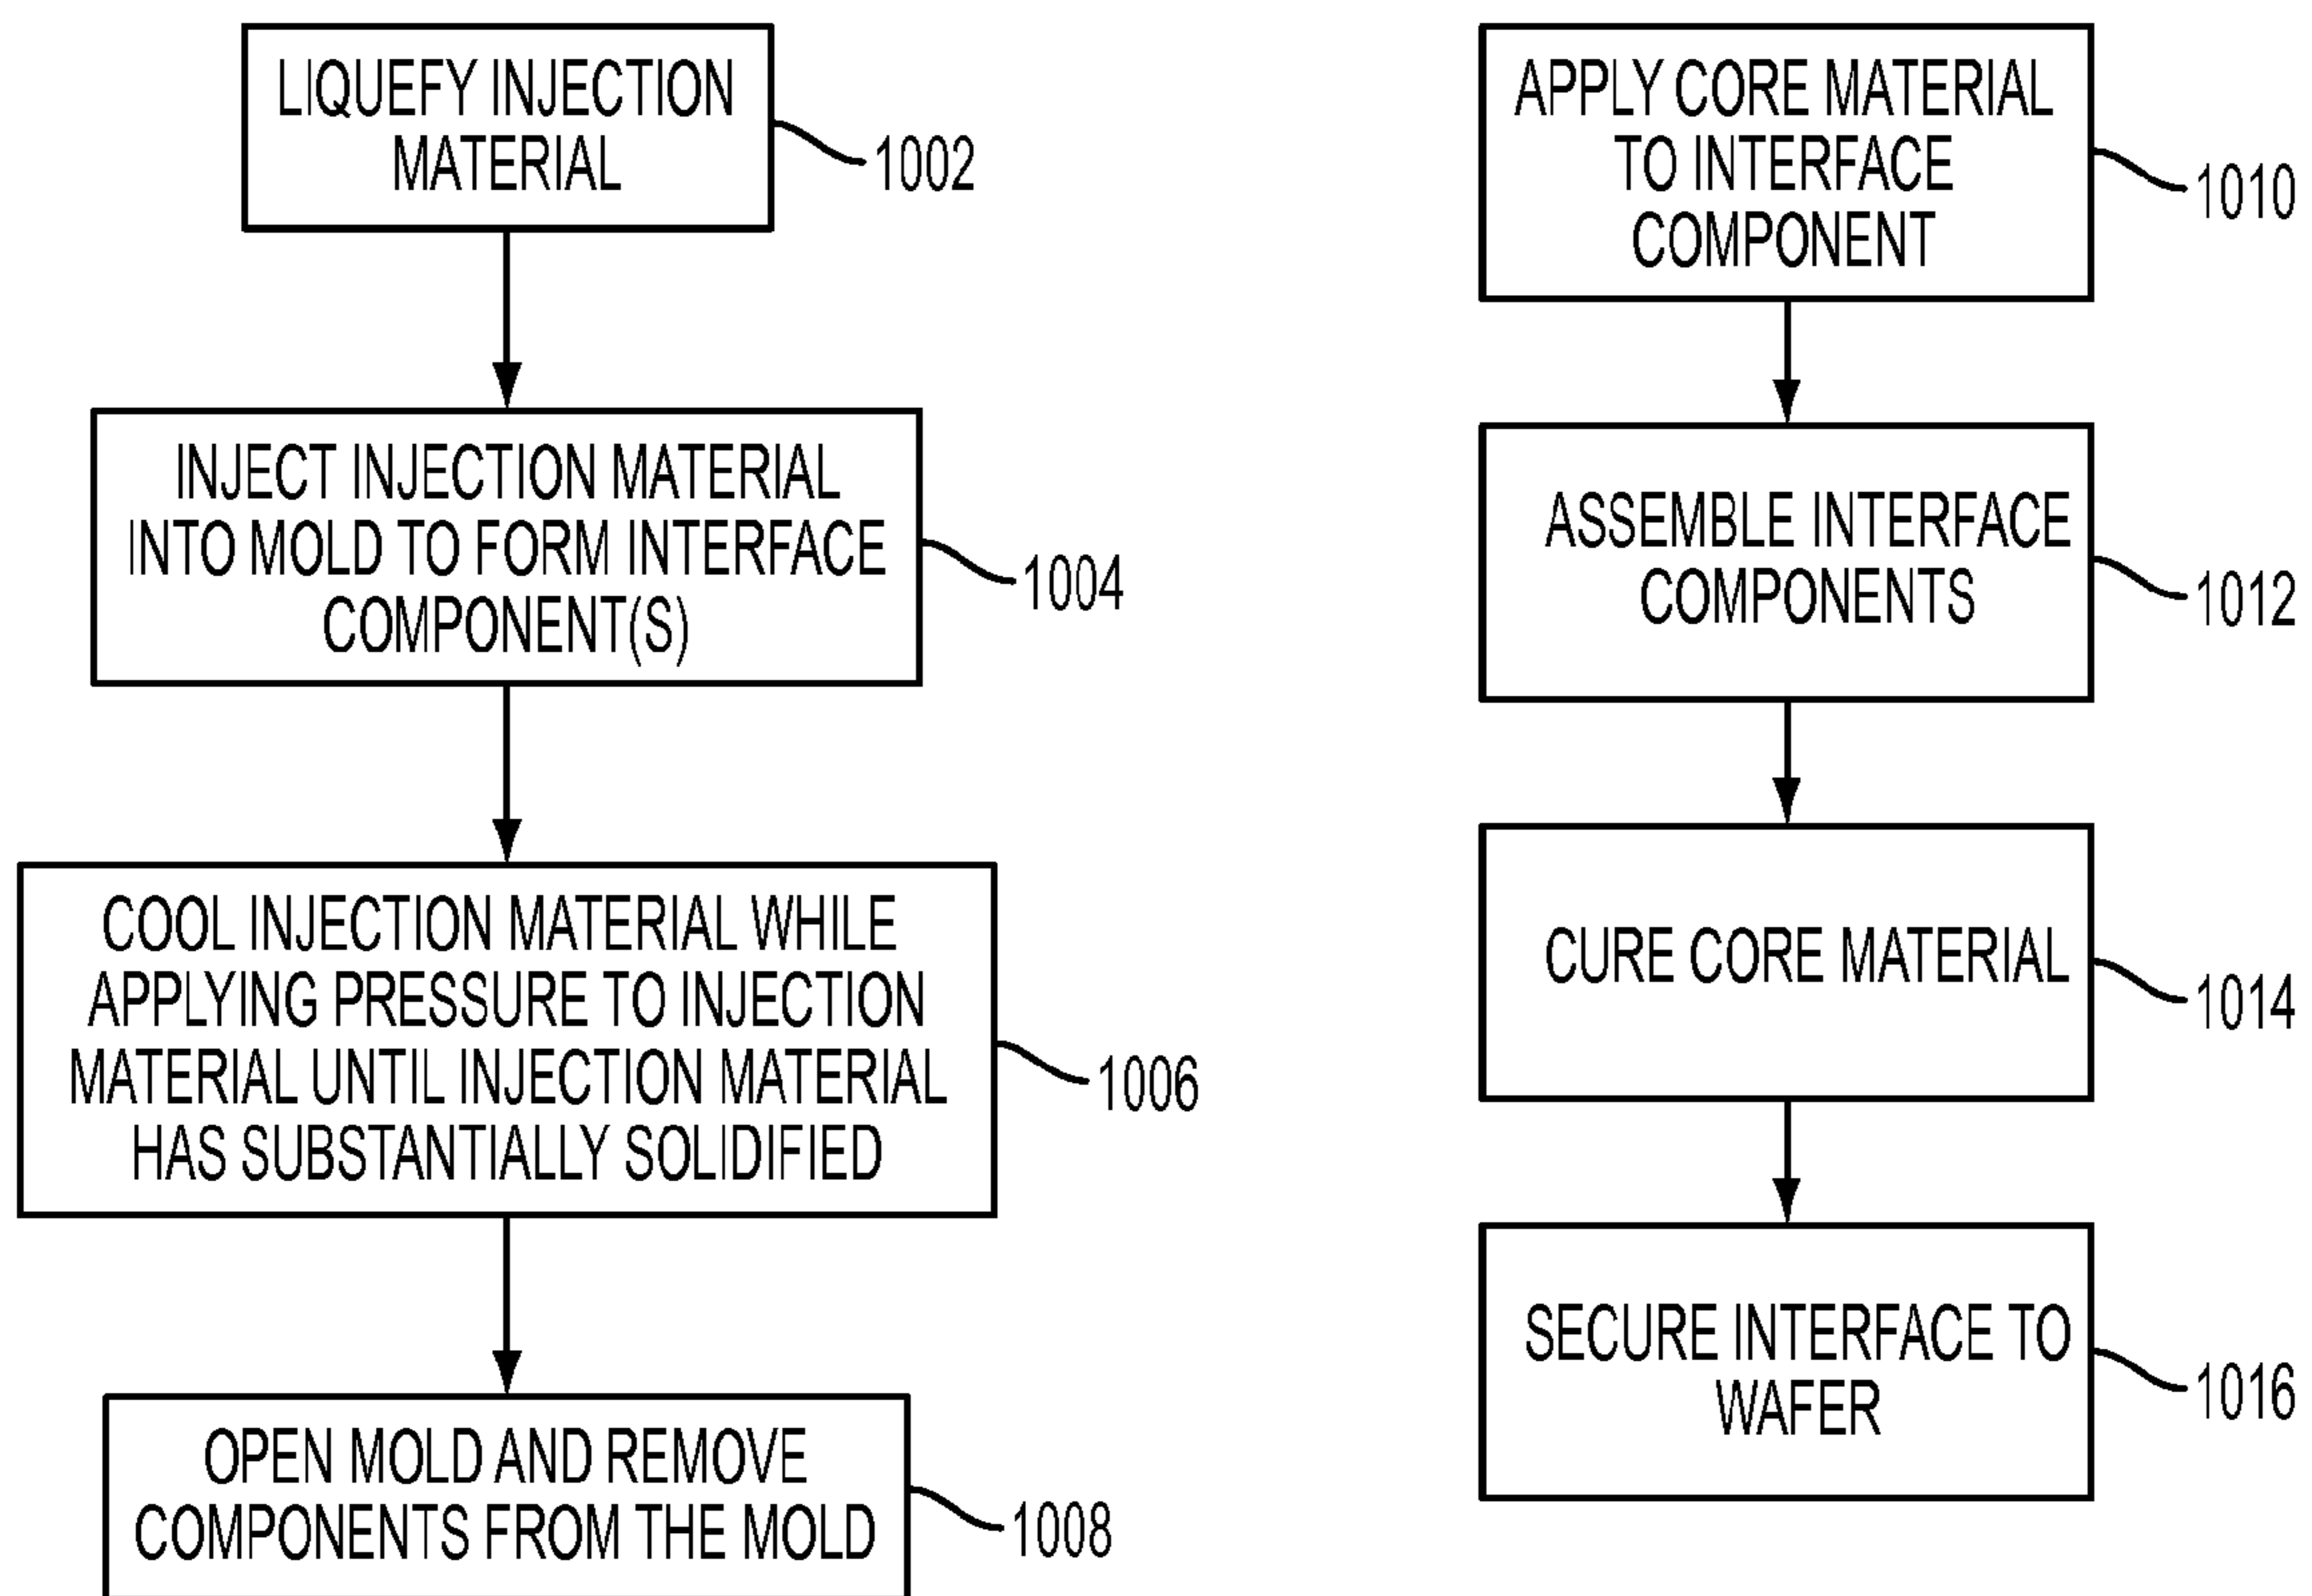 LIQUEFY INJECTION
MATERIAL
1002
INJECT INJECTION MATERIAL
INTO MOLD TO FORM INTERFACE
COMPONENT(S)
1004
COOL INJECTION MATERIAL WHILE
APPLYING PRESSURE TO INJECTION
MATERIAL UNTIL INJECTION MATERIAL
HAS SUBSTANTIALLY SOLIDIFIED
1006
OPEN MOLD AND REMOVE
COMPONENTS FROM THE MOLD
1008
APPLY CORE MATERIAL
TO INTERFACE
COMPONENT
1010
ASSEMBLE INTERFACE
COMPONENTS
1012
CURE CORE MATERIAL
1014
SECURE INTERFACE TO
WAFER
1016